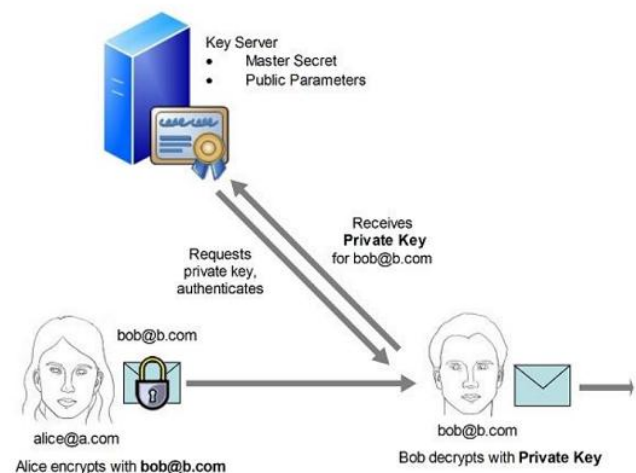 Key Server
• Master Secret
• Public Parameters
Receives
Private Key
for bob@b.com
Requests
private key,
authenticates
bob@b.com
alice@a.com
Alice encrypts with bob@b.com
bob@b.com
Bob decrypts with Private Key